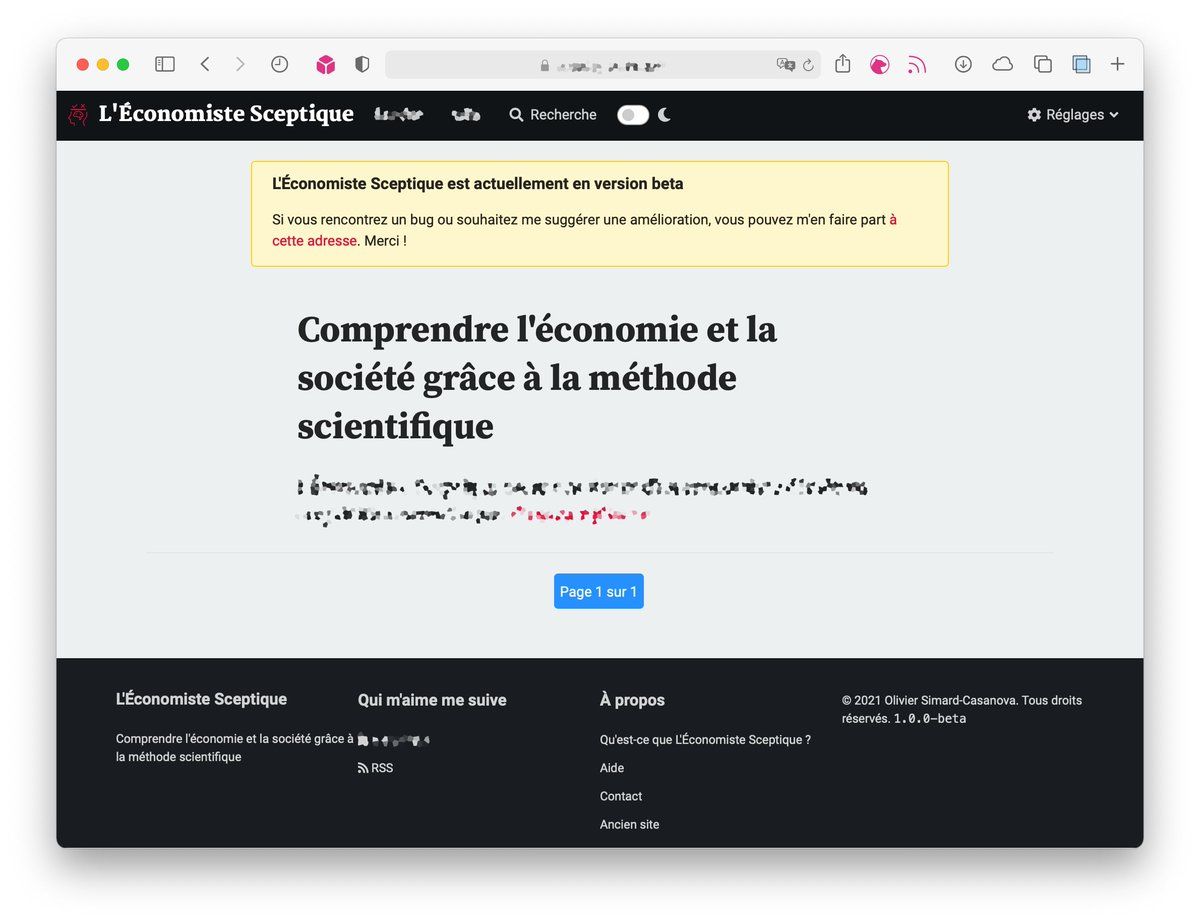 L'Économiste Sceptique
Recherche
Réglages
L'Économiste Sceptique est actuellement en version beta
Si vous rencontrez un bug ou souhaitez me suggérer une amélioration, vous pouvez m'en faire part à
cette adresse. Merci !
Comprendre l'économie et la
société grâce à la méthode
scientifique
Page 1 sur 1
L'Économiste Sceptique
Comprendre l'économie et la société grâce à
la méthode scientifique
Qui m'aime me suive
RSS
À propos
Qu'est-ce que L'Économiste Sceptique ?
Aide
Contact
Ancien site
© 2021 Olivier Simard-Casanova. Tous droits
réservés. 1.0.0-beta